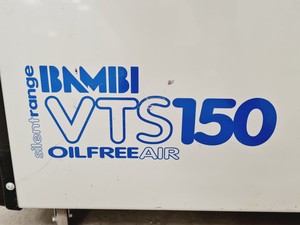 silentrange
BAMBI
VTS150
OILFREEAIR